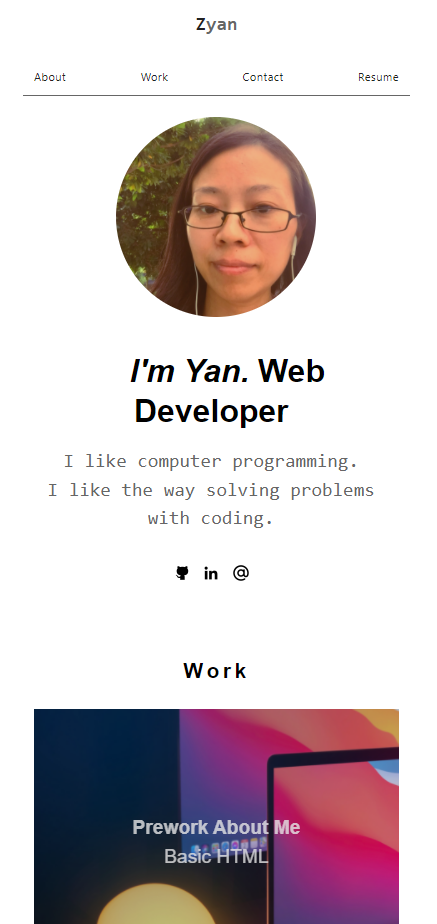 Zyan
About Work Contact Resume
I'm Yan. Web
Developer
I like computer programming.
I like the way solving problems
with coding.
Work
Prework About Me
Basic HTML